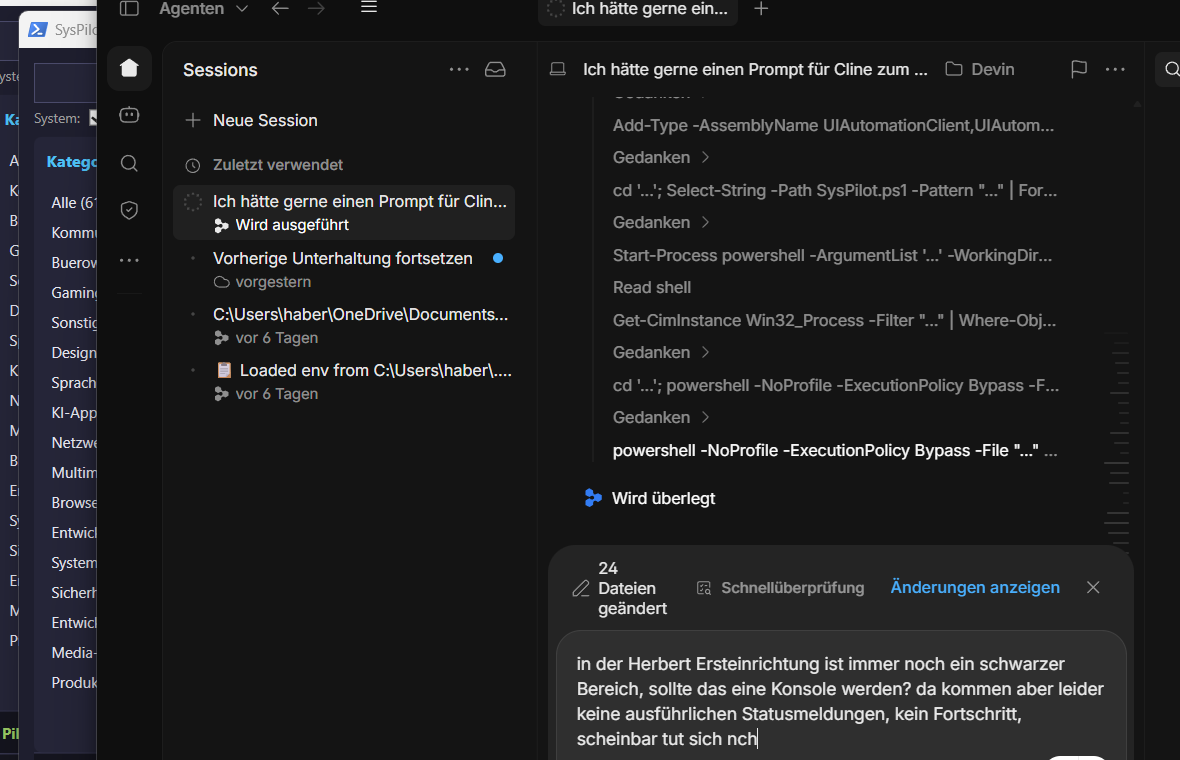 Agenten
Ich hätte gerne ein...
SysPilo
System:
Katego
Alle (61
Kommu
Buerow
Gaming
Sonstig
Design
Sprach
KI-App
Netzwe
Multim
Browse
Entwicl
System
Sicherh
Entwicl
Media-
Produk
Sessions
Neue Session
Zuletzt verwendet
Ich hätte gerne einen Prompt für Clin...
Wird ausgeführt
Vorherige Unterhaltung fortsetzen
vorgestern
C:\Users\haber\OneDrive\Documents...
vor 6 Tagen
📋 Loaded env from C:\Users\haber\....
vor 6 Tagen
Ich hätte gerne einen Prompt für Cline zum ... Devin
Gedanken
Add-Type -AssemblyName UIAutomationClient,UIAutom...
Gedanken
cd '...'; Select-String -Path SysPilot.ps1 -Pattern "..." | For...
Gedanken
Start-Process powershell -ArgumentList '...' -WorkingDir...
Read shell
Get-CimInstance Win32_Process -Filter "..." | Where-Obj...
Gedanken
cd '...'; powershell -NoProfile -ExecutionPolicy Bypass -F...
Gedanken
powershell -NoProfile -ExecutionPolicy Bypass -File "..." ...
Wird überlegt
24
Dateien
geändert
Schnellüberprüfung
Änderungen anzeigen
in der Herbert Ersteinrichtung ist immer noch ein schwarzer
Bereich, sollte das eine Konsole werden? da kommen aber leider
keine ausführlichen Statusmeldungen, kein Fortschritt,
scheinbar tut sich nch